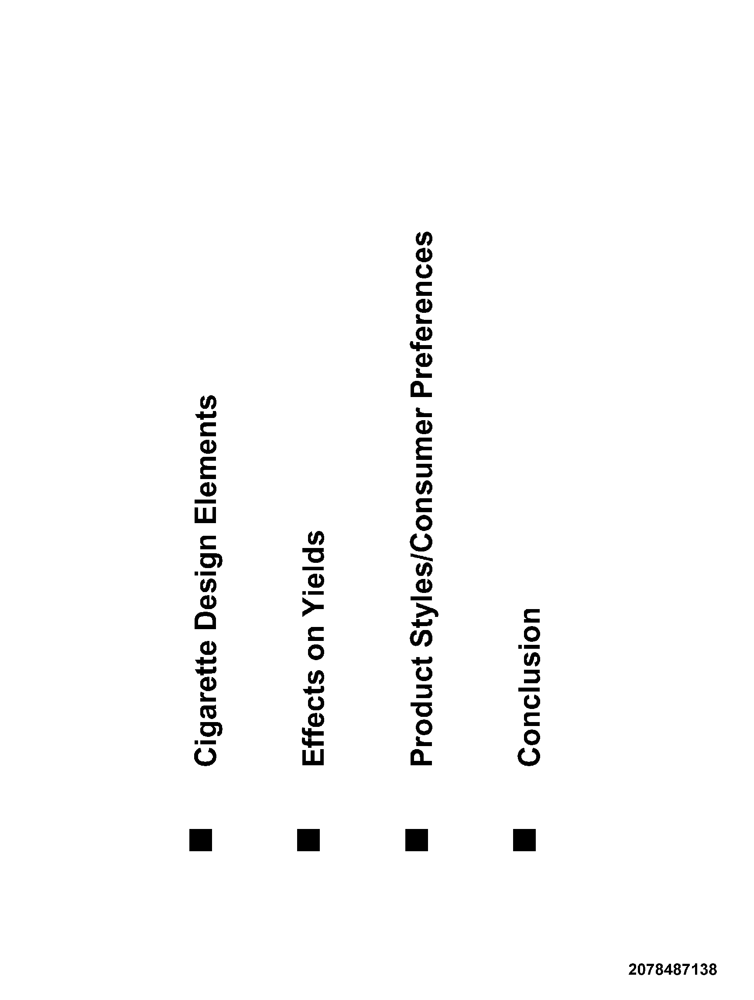 ■ Cigarette Design Elements
■ Effects on Yields
■ Product Styles/Consumer Preferences
■ Conclusion
2078487138